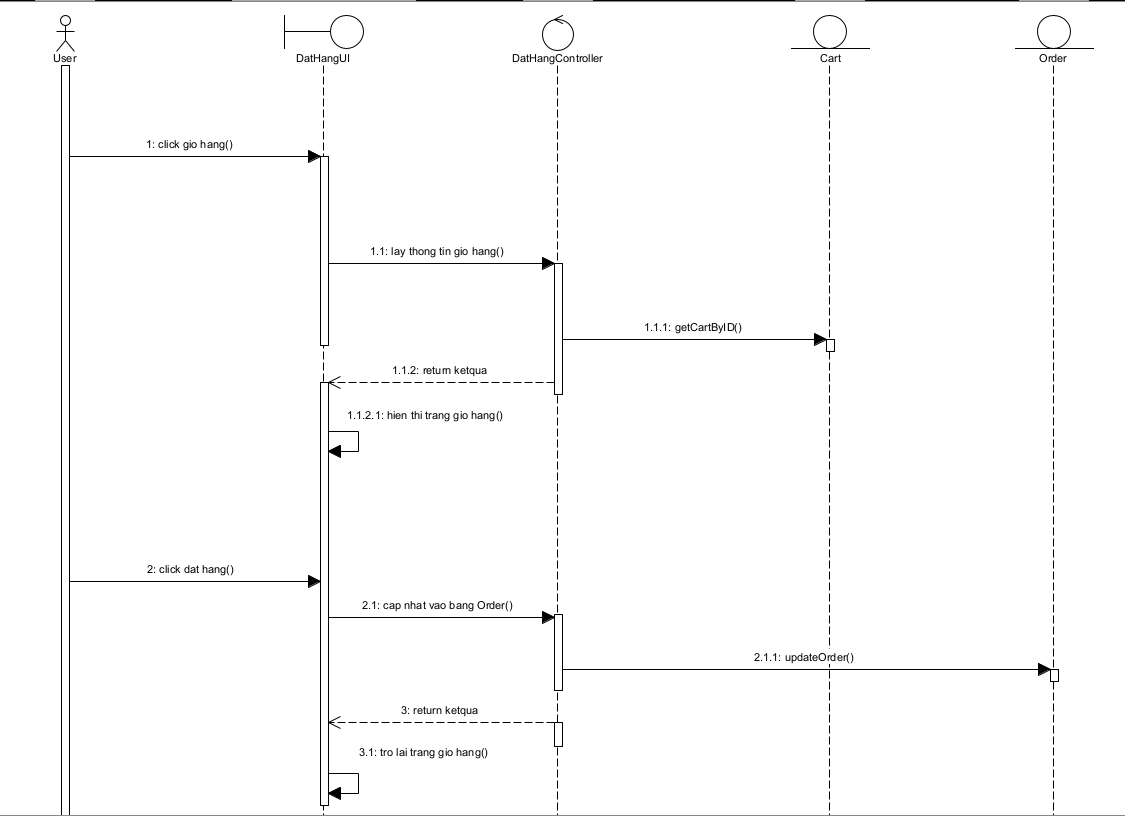 User
DatHangUI
DatHangController
Cart
Order
1: click gio hang()
1.1: lay thong tin gio hang()
1.1.1: getCartByID()
1.1.2: return ketqua
1.1.2.1: hien thi trang gio hang()
2: click dat hang()
2.1: cap nhat vao bang Order()
2.1.1: updateOrder()
3: return ketqua
3.1: tro lai trang gio hang()